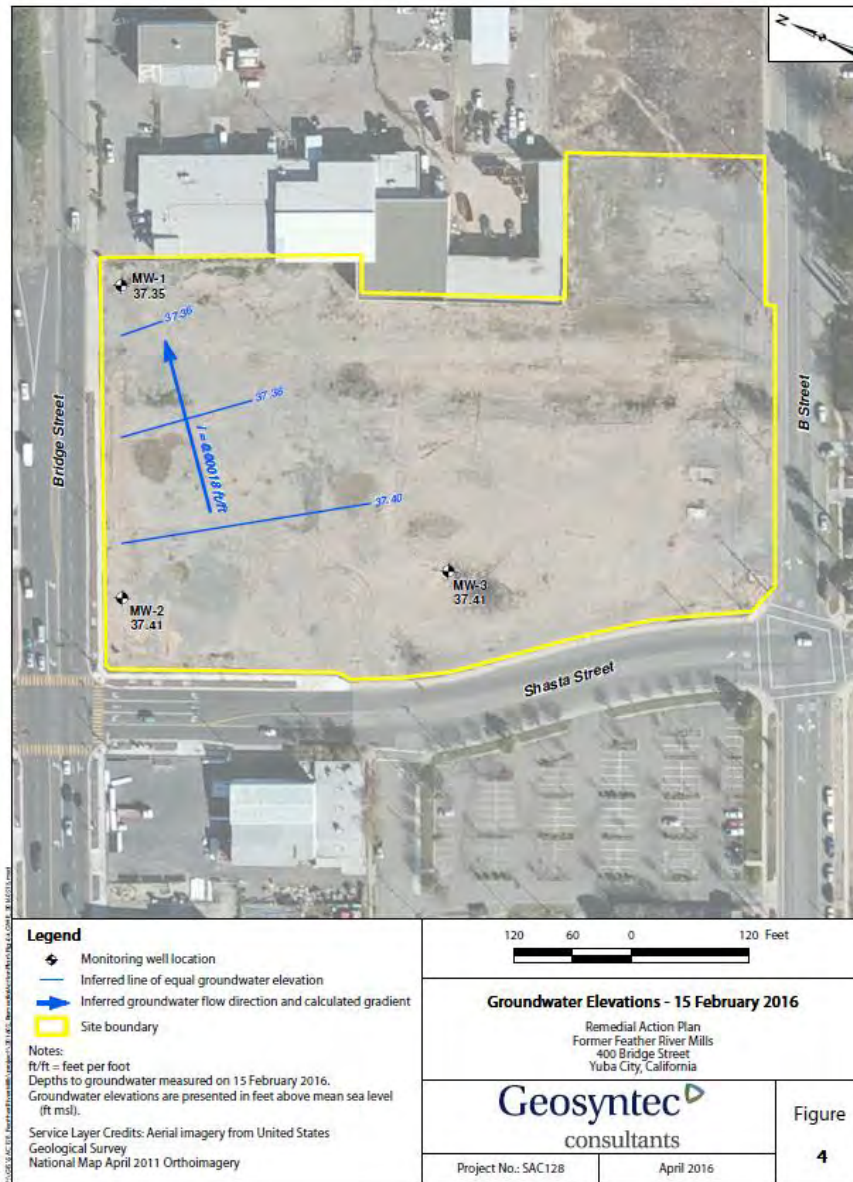 N
MW-1
37.35
37.36
37.38
i = 0.00018 ft/ft
37.40
MW-2
37.41
MW-3
37.41
Bridge Street
B Street
Shasta Street
Legend
Monitoring well location
Inferred line of equal groundwater elevation
Inferred groundwater flow direction and calculated gradient
Site boundary
Notes:
ft/ft = feet per foot
Depths to groundwater measured on 15 February 2016.
Groundwater elevations are presented in feet above mean sea level
(ft msl).
Service Layer Credits: Aerial imagery from United States
Geological Survey
National Map April 2011 Orthoimagery
120 60 0 120 Feet
Groundwater Elevations - 15 February 2016
Remedial Action Plan
Former Feather River Mills
400 Bridge Street
Yuba City, California
Geosyntec
consultants
Figure
4
Project No.: SAC128
April 2016